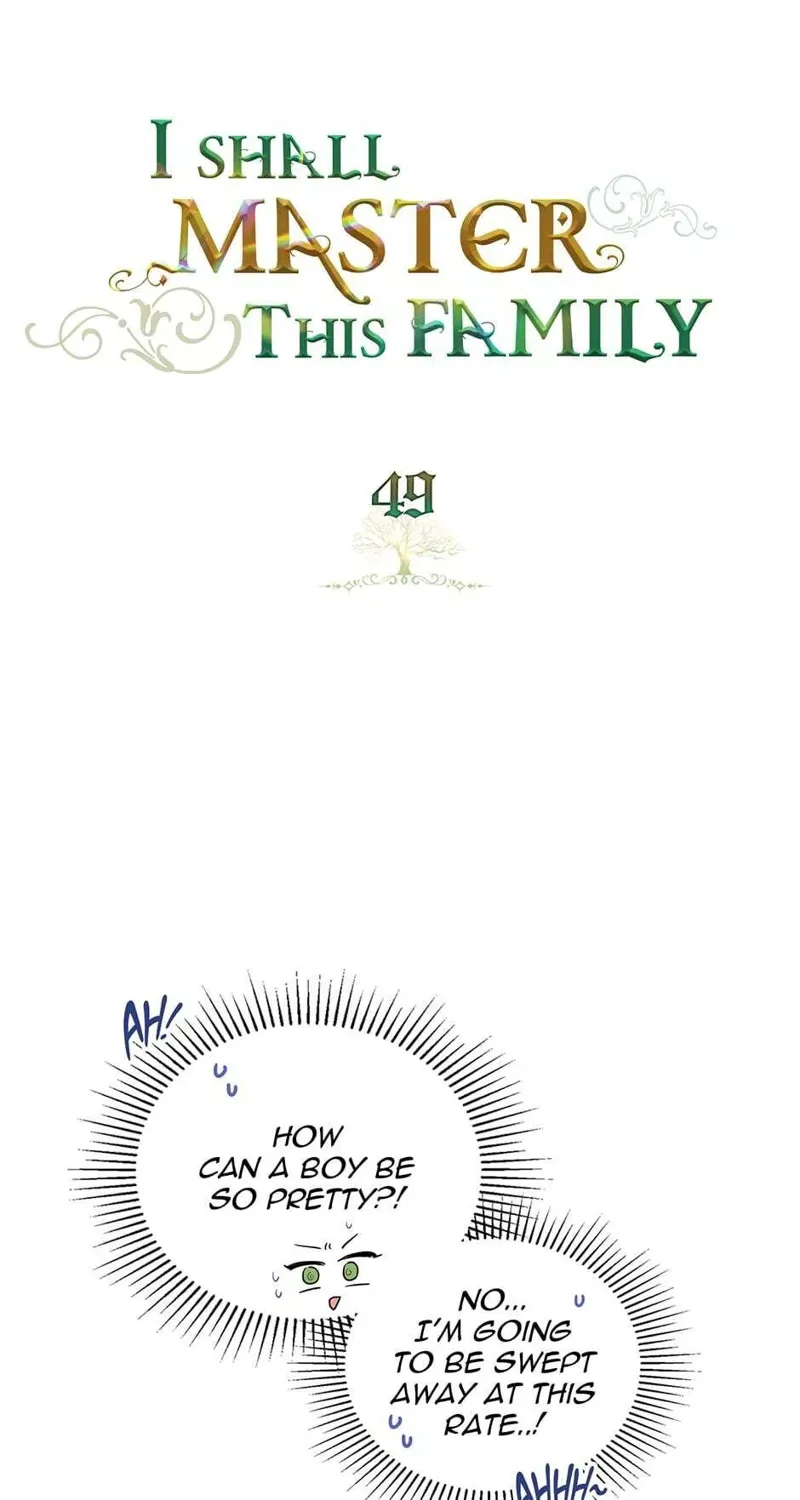 I SHALL
MASTER
THIS FAMILY
49
AH!
HOW
CAN A BOY BE
SO PRETTY?!
NO...
I'M GOING
TO BE SWEPT
AWAY AT THIS
RATE..!
AHHH~